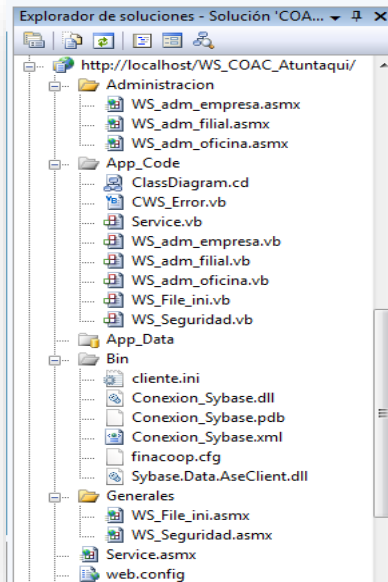 Explorador de soluciones - Solución 'COA...
http://localhost/WS_COAC_Atuntaqui/
Administracion
WS_adm_empresa.asmx
WS_adm_filial.asmx
WS_adm_oficina.asmx
App_Code
ClassDiagram.cd
CWS_Error.vb
Service.vb
WS_adm_empresa.vb
WS_adm_filial.vb
WS_adm_oficina.vb
WS_File_ini.vb
WS_Seguridad.vb
App_Data
Bin
cliente.ini
Conexion_Sybase.dll
Conexion_Sybase.pdb
Conexion_Sybase.xml
finacoop.cfg
Sybase.Data.AseClient.dll
Generales
WS_File_ini.asmx
WS_Seguridad.asmx
Service.asmx
web.config